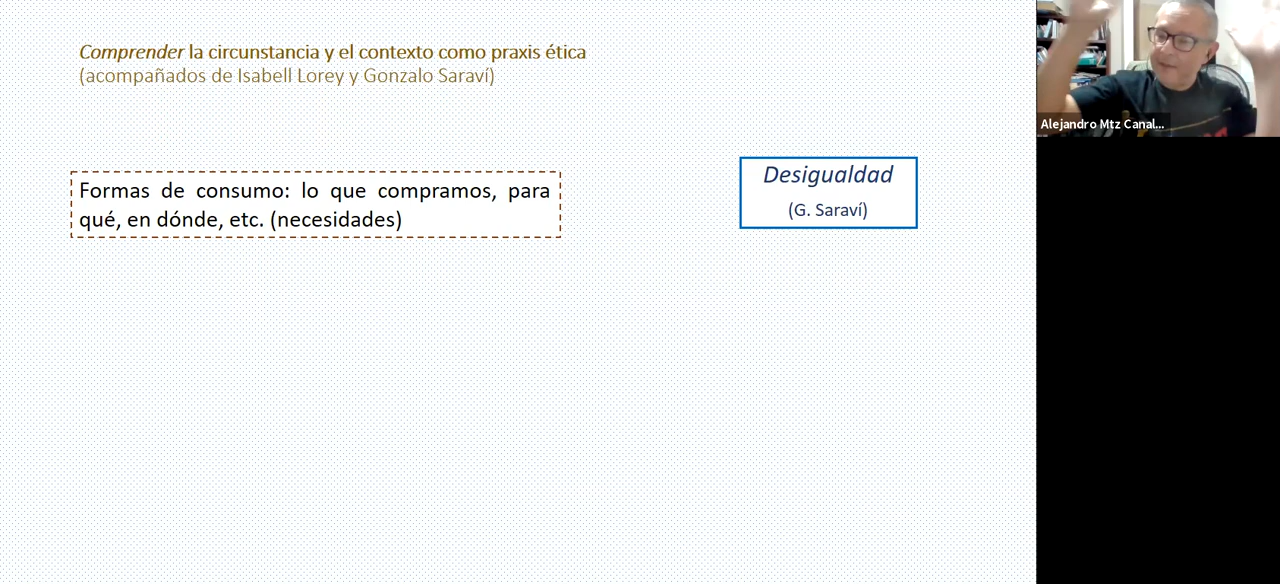 Comprender la circunstancia y el contexto como praxis ética
(acompañados de Isabell Lorey y Gonzalo Saraví)
Formas de consumo: lo que compramos, para
qué, en dónde, etc. (necesidades)
Desigualdad
(G. Saraví)
Alejandro Mtz Canal...